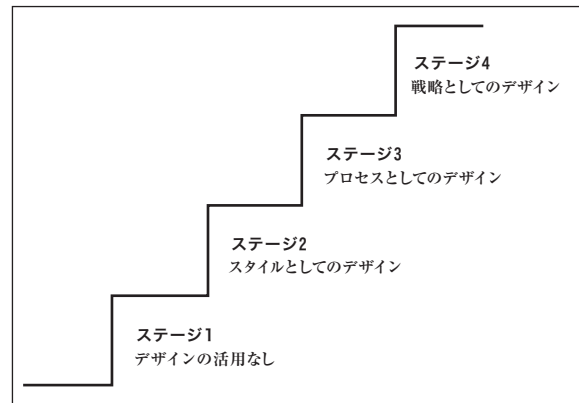 ステージ4
戦略としてのデザイン
ステージ3
プロセスとしてのデザイン
ステージ2
スタイルとしてのデザイン
ステージ1
デザインの活用なし